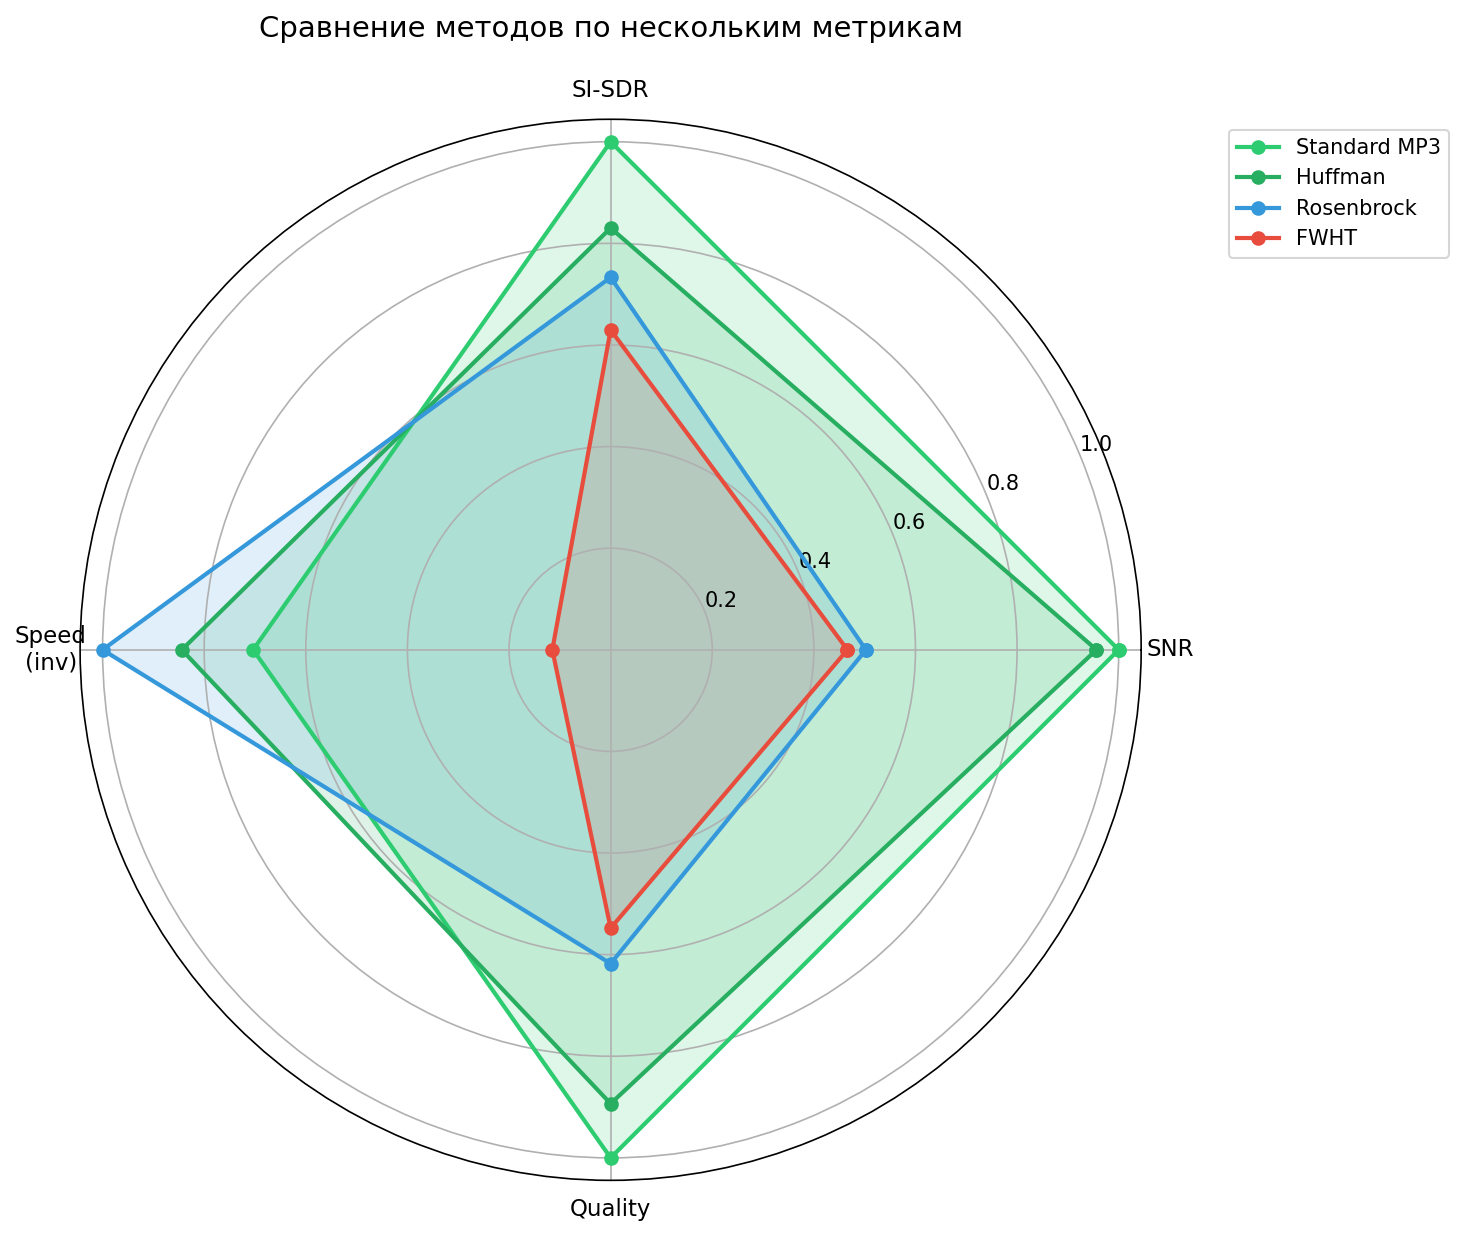 Сравнение методов по нескольким метрикам
SI-SDR
Standard MP3
Huffman
Rosenbrock
FWHT
1.0
0.8
0.6
0.4
0.2
Speed
(inv)
SNR
Quality